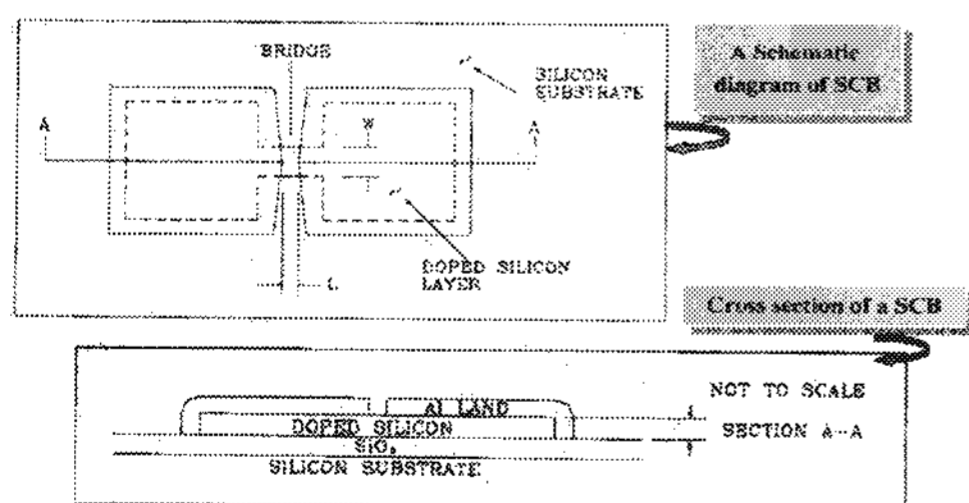 BRIDGE
A Schematic
diagram of SCB
SILICON
SUBSTRATE
A
W
A
DOPED SILICON
LAYER
L
Cross section of a SCB
NOT TO SCALE
Al LAND
DOPED SILICON
SECTION A-A
SiO₂
SILICON SUBSTRATE